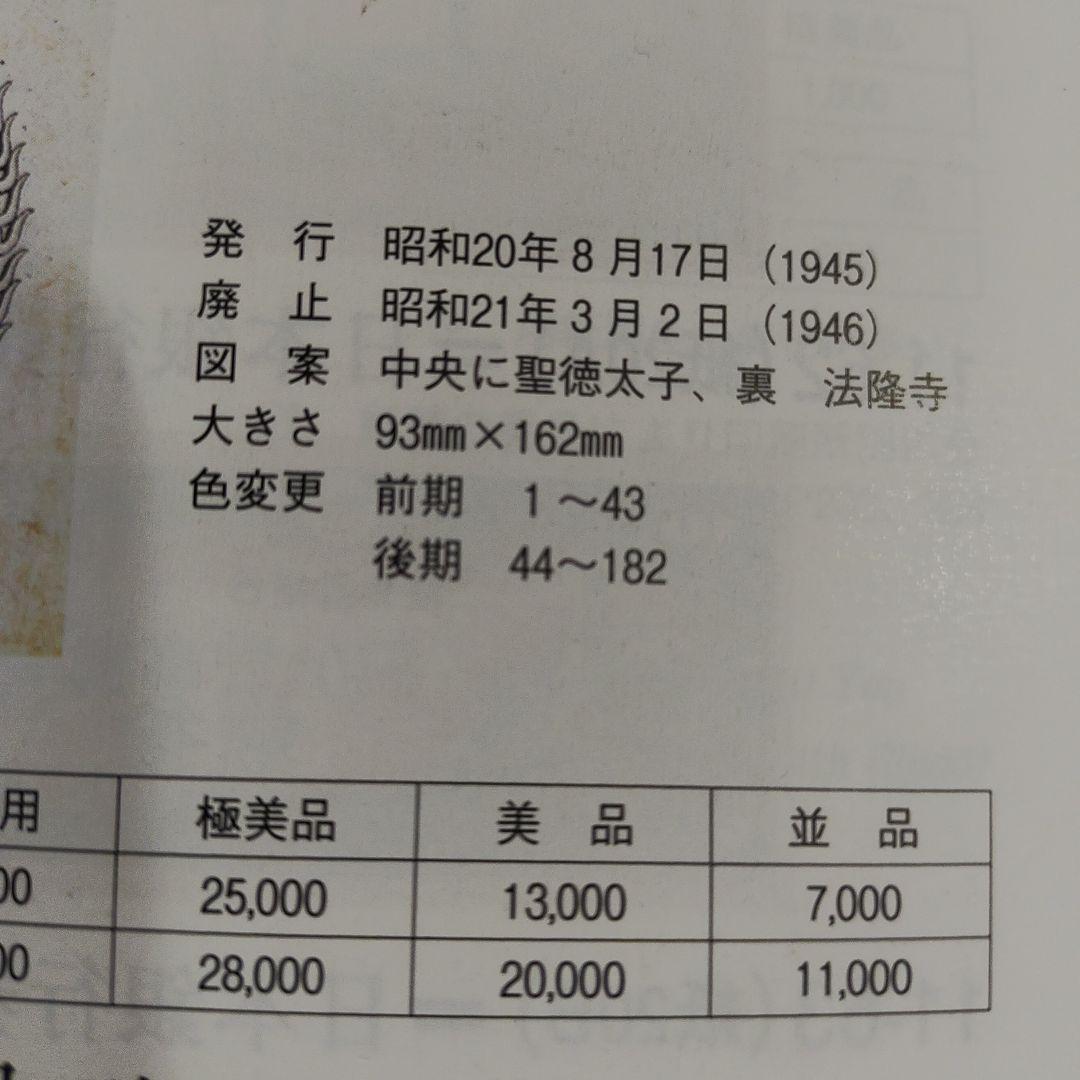 発　行　昭和20年8月17日（1945）
廃　止　昭和21年3月2日（1946）
図　案　中央に聖徳太子、裏　法隆寺
大きさ　93mm×162mm
色変更　前期　1～43
後期　44～182
用　極美品　美　品　並　品
00　25,000　13,000　7,000
00　28,000　20,000　11,000